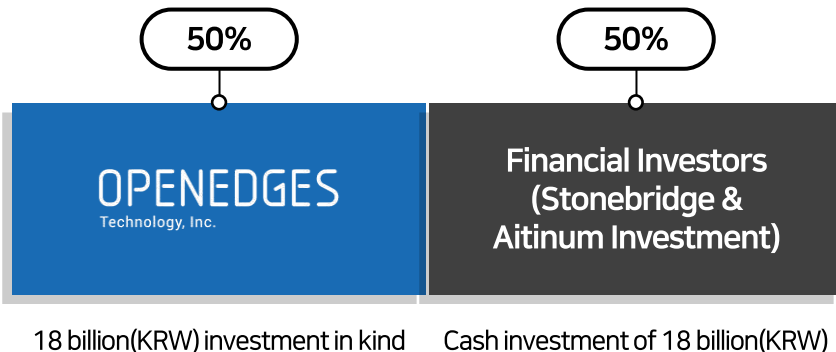 50%
50%
OPENEDGES
Technology, Inc.
Financial Investors
(Stonebridge &
Aitinum Investment)
18 billion(KRW) investment in kind
Cash investment of 18 billion(KRW)